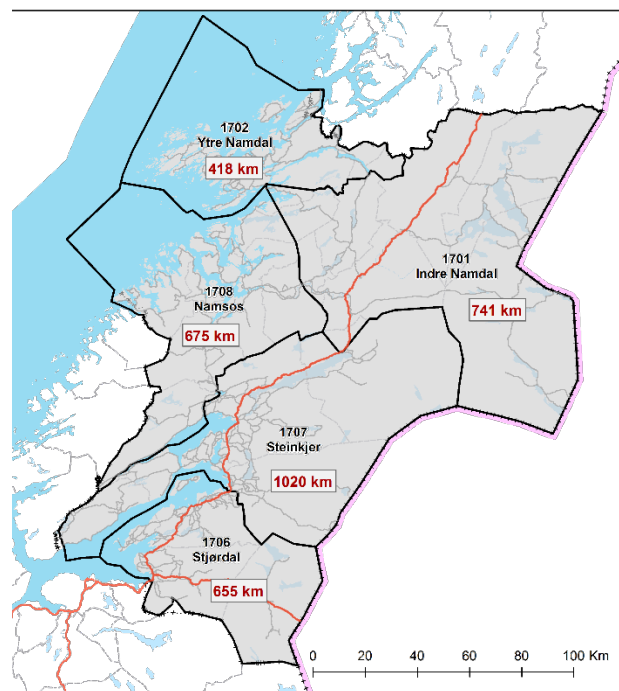 1702
Ytre Namdal
418 km
1701
Indre Namdal
741 km
1708
Namsos
675 km
1707
Steinkjer
1020 km
1706
Stjørdal
655 km
0 20 40 60 80 100 Km